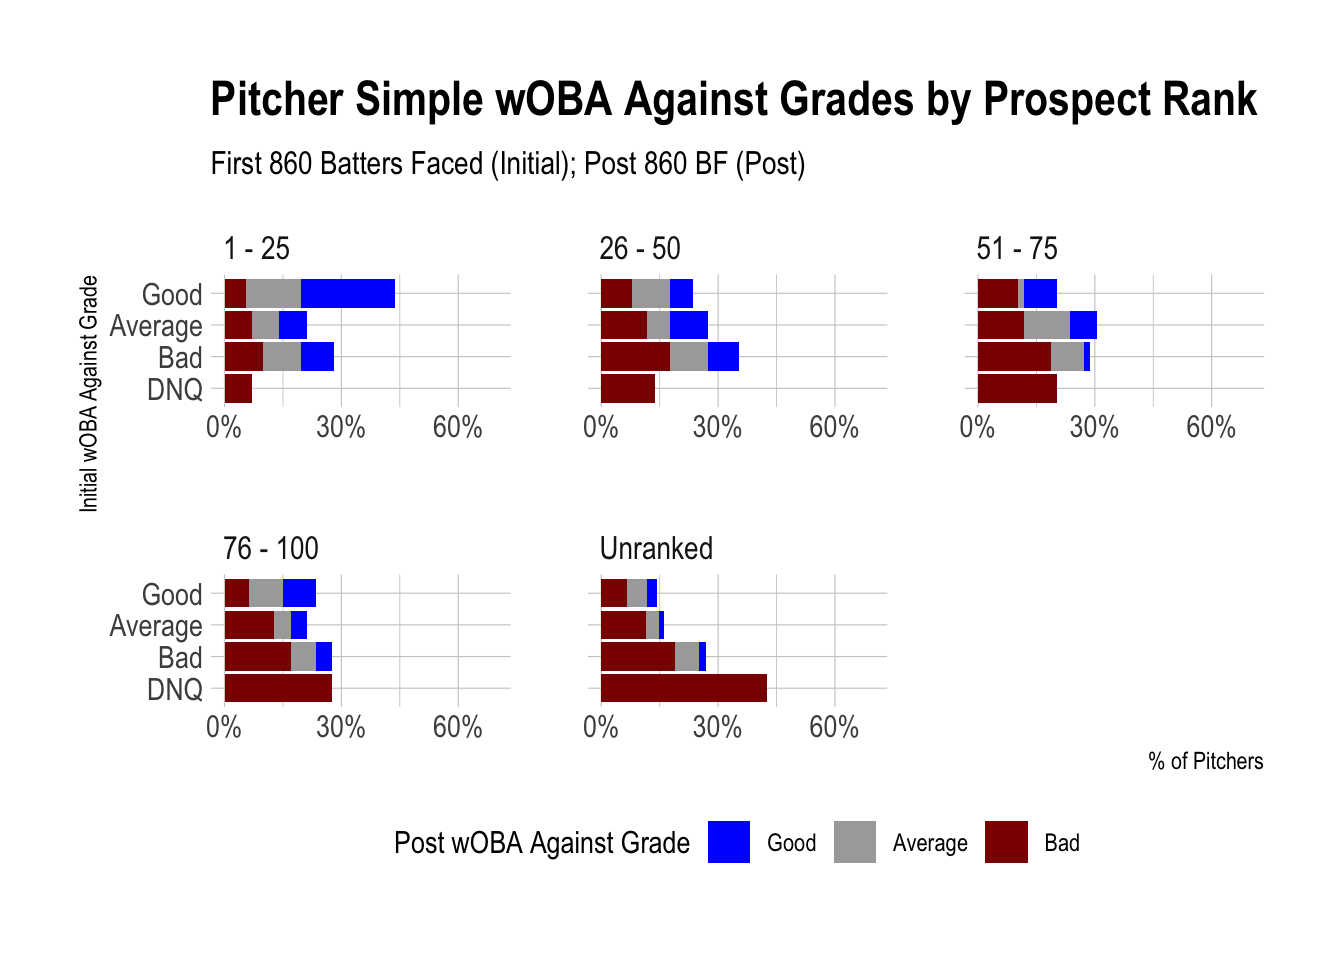 Pitcher Simple wOBA Against Grades by Prospect Rank
First 860 Batters Faced (Initial); Post 860 BF (Post)
1 - 25
26 - 50
51 - 75
Initial wOBA Against Grade
Good
Average
Bad
DNQ
0% 30% 60%
0% 30% 60%
0% 30% 60%
76 - 100
Unranked
Good
Average
Bad
DNQ
0% 30% 60%
0% 30% 60%
% of Pitchers
Post wOBA Against Grade Good Average Bad